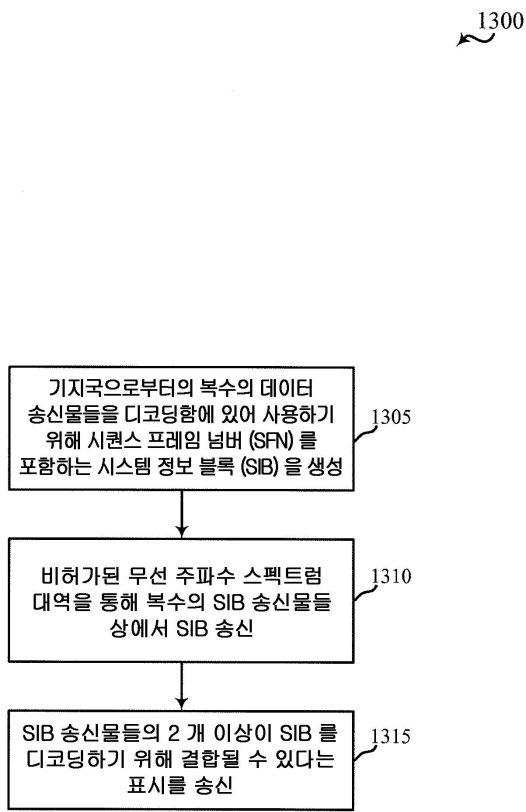 1300
기지국으로부터의 복수의 데이터
송신물들을 디코딩함에 있어 사용하기
위해 시퀀스 프레임 넘버 (SFN) 를
포함하는 시스템 정보 블록 (SIB) 을 생성
1305
비허가된 무선 주파수 스펙트럼
대역을 통해 복수의 SIB 송신물들
상에서 SIB 송신
1310
SIB 송신물들의 2 개 이상이 SIB 를
디코딩하기 위해 결합될 수 있다는
표시를 송신
1315